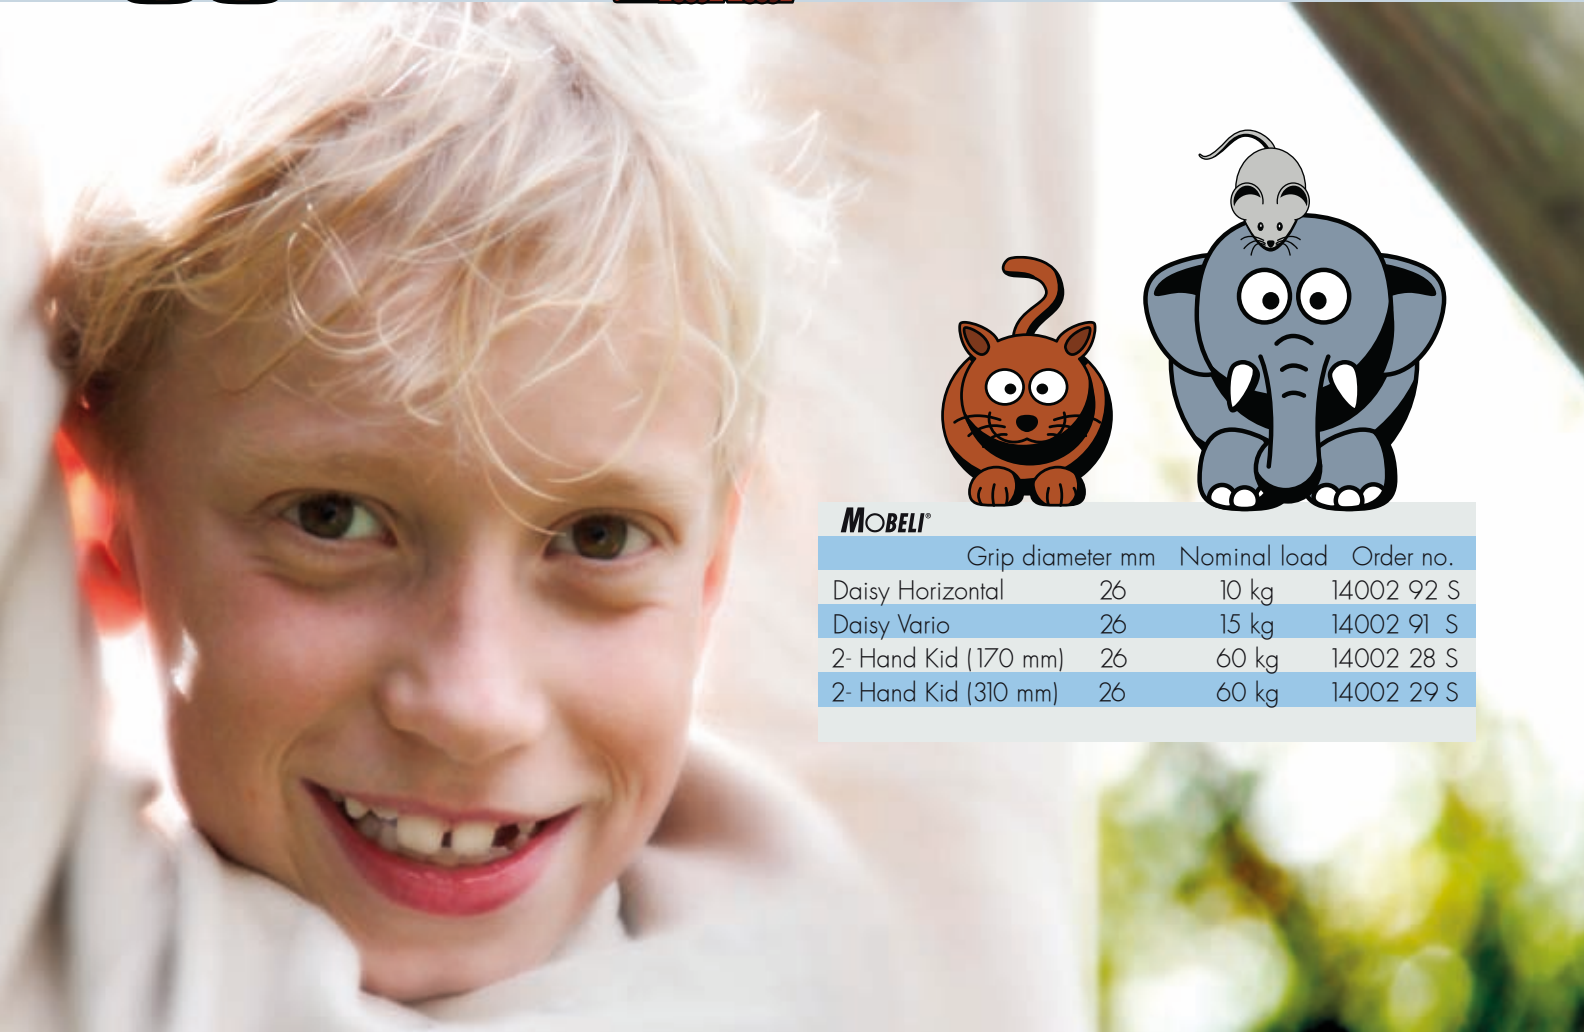 MOBELI®
Grip diameter mm Nominal load Order no.
Daisy Horizontal 26 10 kg 14002 92 S
Daisy Vario 26 15 kg 14002 91 S
2- Hand Kid (170 mm) 26 60 kg 14002 28 S
2- Hand Kid (310 mm) 26 60 kg 14002 29 S